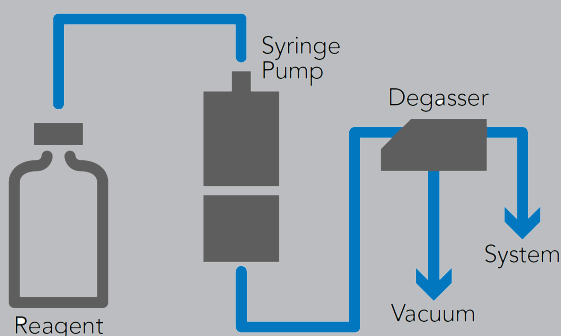 Syringe
Pump
Degasser
System
Vacuum
Reagent